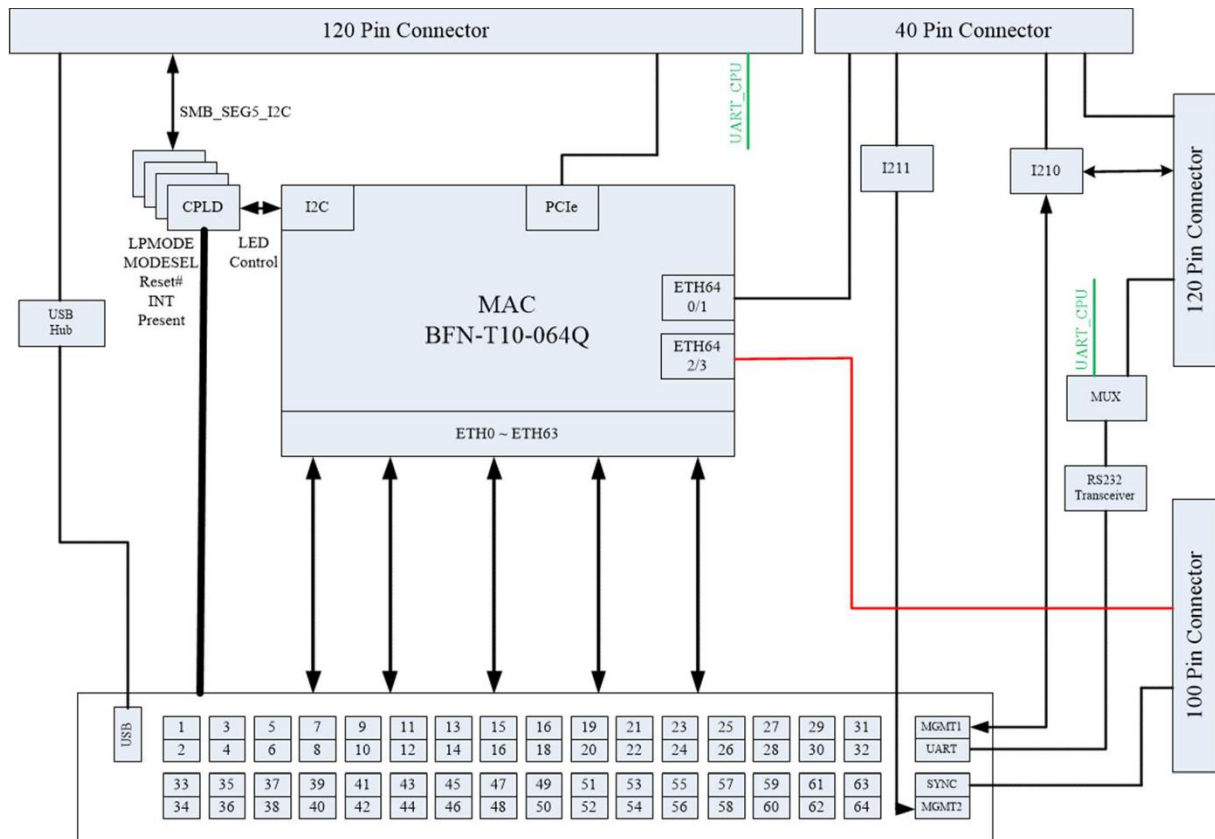 120 Pin Connector
40 Pin Connector
SMB_SEG5_I2C
UART_CPU
I211
I210
120 Pin Connector
CPLD
I2C
PCIe
LPMODE
MODESEL
Reset#
INT
Present
LED
Control
USB
Hub
MAC
BFN-T10-064Q
ETH64
0/1
ETH64
2/3
UART_CPU
MUX
ETH0 ~ ETH63
RS232
Transceiver
100 Pin Connector
USB
1 3 5 7 9 11 13 15 16 19 21 23 25 27 29 31 MGMT1
2 4 6 8 10 12 14 16 18 20 22 24 26 28 30 32 UART
33 35 37 39 41 43 45 47 49 51 53 55 57 59 61 63 SYNC
34 36 38 40 42 44 46 48 50 52 54 56 58 60 62 64 MGMT2